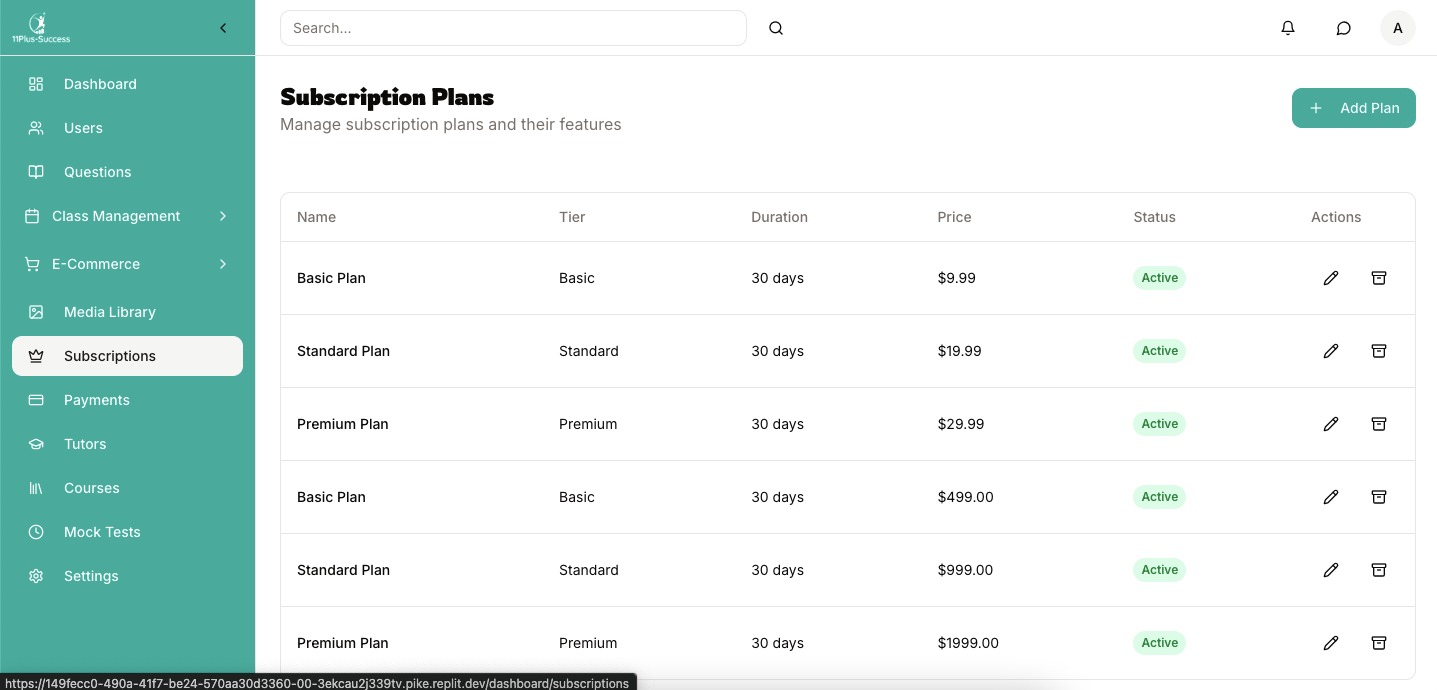 11Plus-Success
Search...
A
Dashboard
Users
Questions
Class Management
E-Commerce
Media Library
Subscriptions
Payments
Tutors
Courses
Mock Tests
Settings
Subscription Plans
Manage subscription plans and their features
Add Plan
Name Tier Duration Price Status Actions
Basic Plan Basic 30 days $9.99 Active
Standard Plan Standard 30 days $19.99 Active
Premium Plan Premium 30 days $29.99 Active
Basic Plan Basic 30 days $499.00 Active
Standard Plan Standard 30 days $999.00 Active
Premium Plan Premium 30 days $1999.00 Active
https://149fecc0-490a-41f7-be24-570aa30d3360-00-3ekcau2j339tv.pike.replit.dev/dashboard/subscriptions